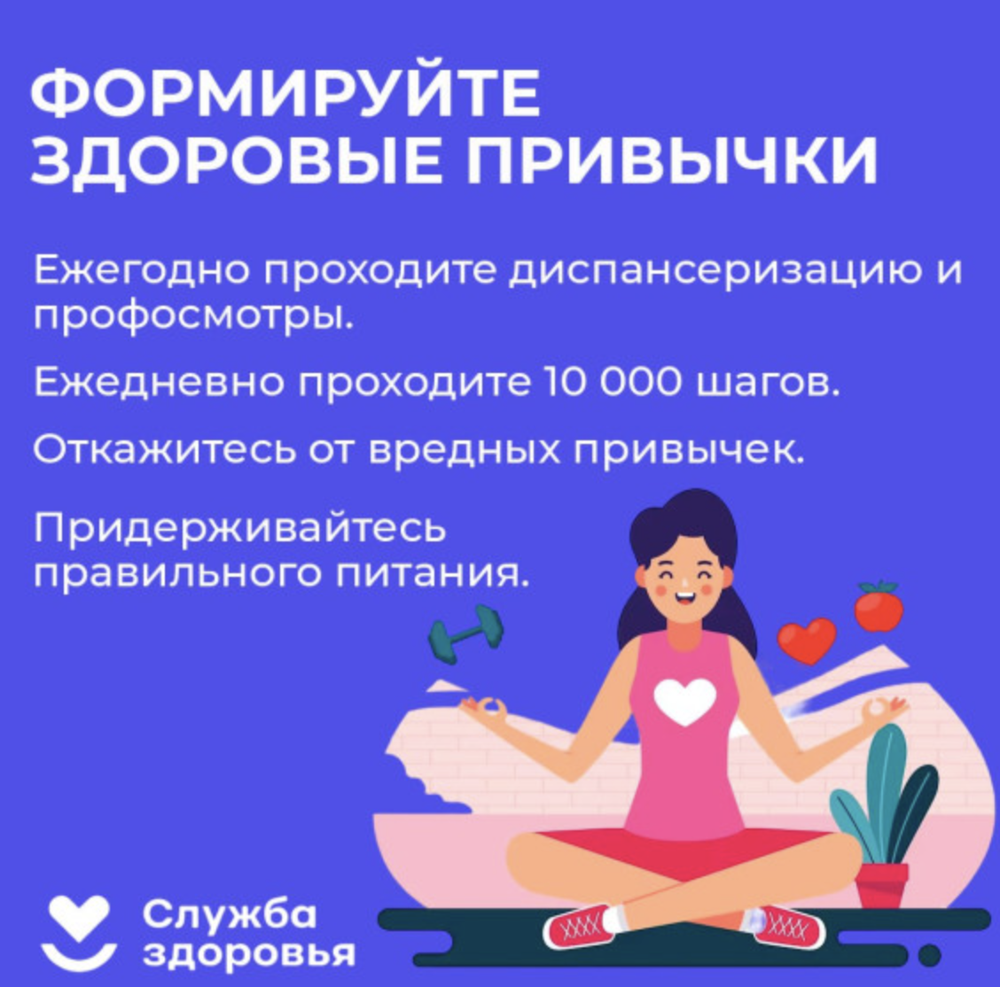 ФОРМИРУЙТЕ
ЗДОРОВЫЕ ПРИВЫЧКИ
Ежегодно проходите диспансеризацию и
профосмотры.
Ежедневно проходите 10 000 шагов.
Откажитесь от вредных привычек.
Придерживайтесь
правильного питания.
Служба
здоровья